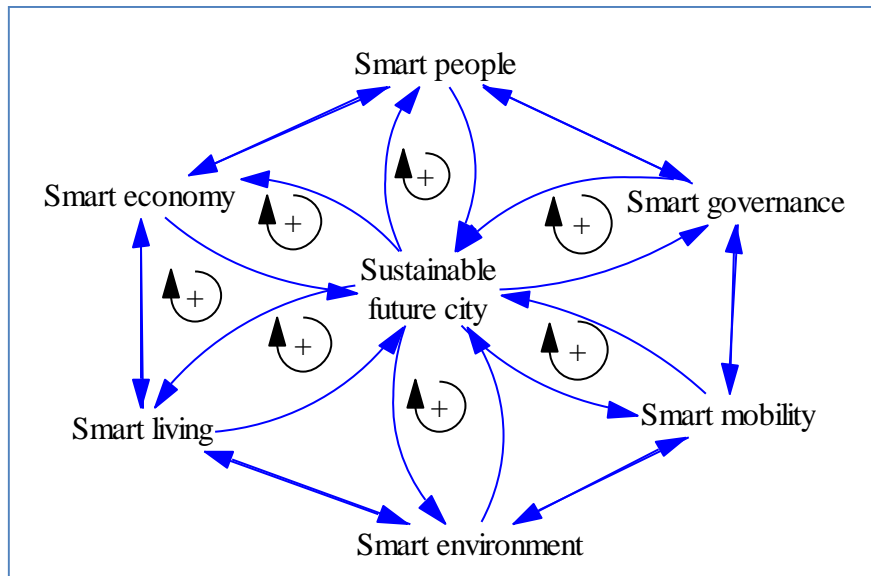 Smart people
+
Smart economy
+
+
Smart governance
+
Sustainable
future city
+
+
+
Smart living
+
Smart mobility
Smart environment